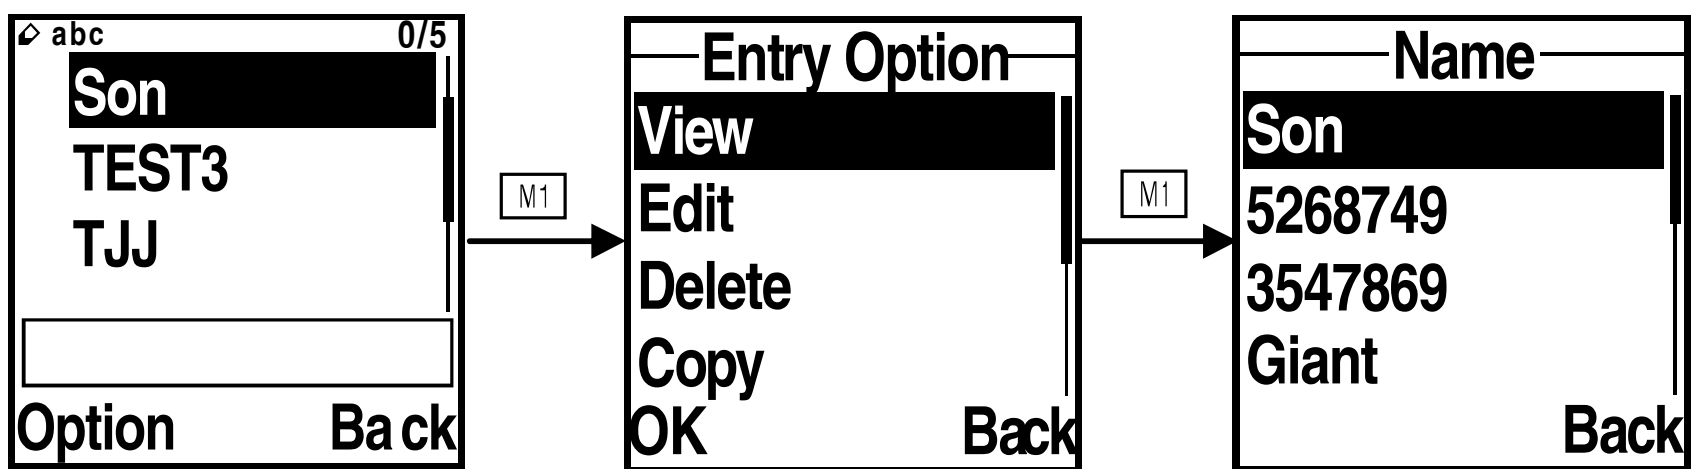 abc 0/5
Son
TEST3
TJJ
Option Back
M1
Entry Option
View
Edit
Delete
Copy
OK Back
M1
Name
Son
5268749
3547869
Giant
Back